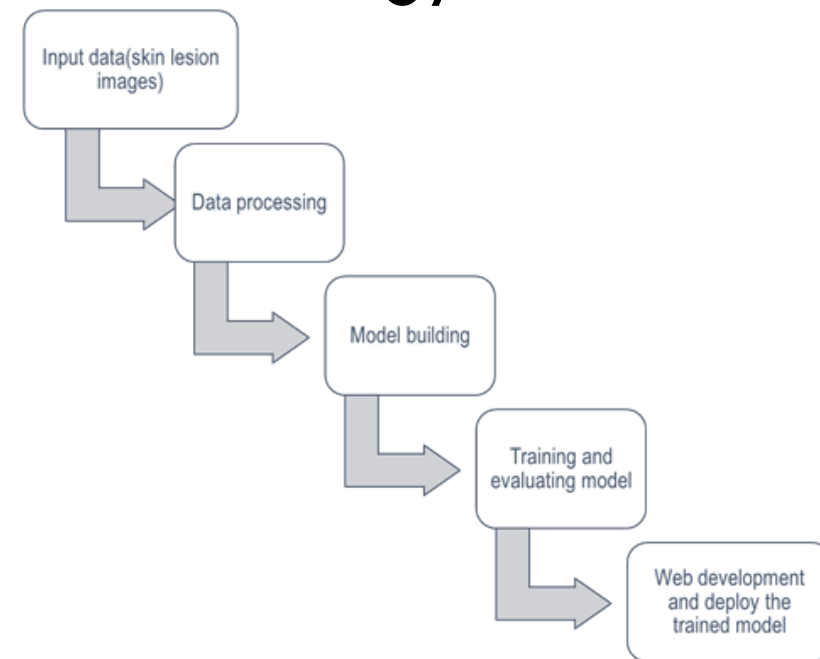 Input data(skin lesion
images)
Data processing
Model building
Training and
evaluating model
Web development
and deploy the
trained model